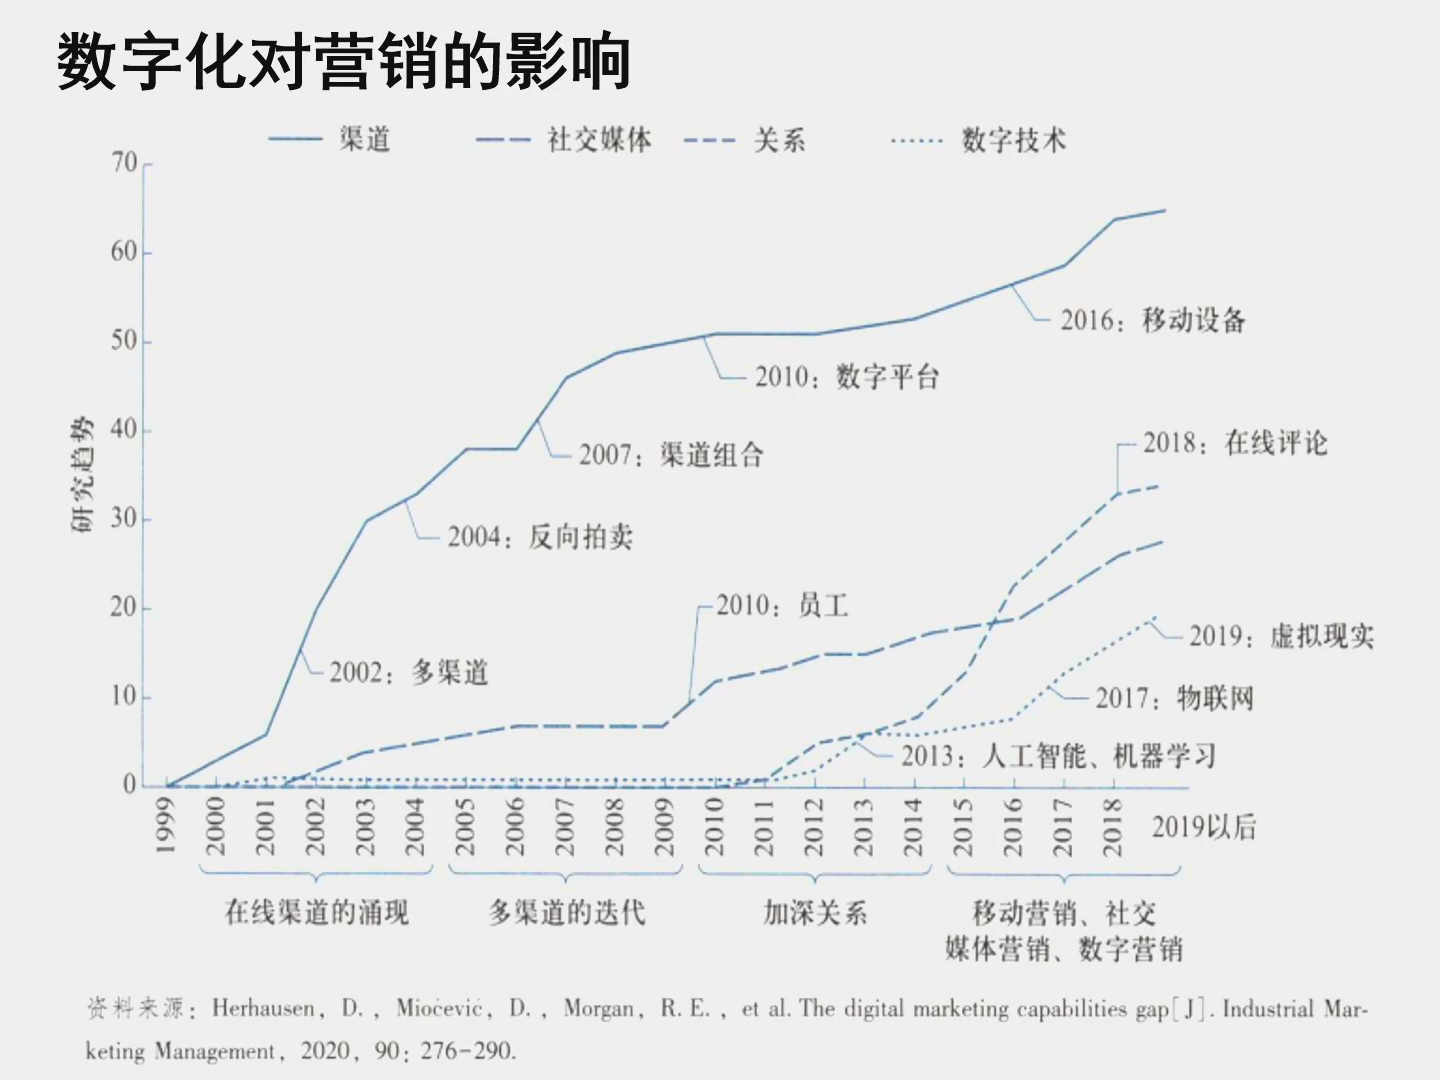 数字化对营销的影响
渠道 社交媒体 关系 数字技术
70
60
50
40
30
20
10
0
研究趋势
2016：移动设备
2010：数字平台
2018：在线评论
2007：渠道组合
2004：反向拍卖
2010：员工
2019：虚拟现实
2002：多渠道
2017：物联网
2013：人工智能、机器学习
1999 2000 2001 2002 2003 2004 2005 2006 2007 2008 2009 2010 2011 2012 2013 2014 2015 2016 2017 2018 2019以后
在线渠道的涌现 多渠道的迭代 加深关系 移动营销、社交
媒体营销、数字营销
资料来源：Herhausen, D. , Miočević, D. , Morgan, R. E. , et al. The digital marketing capabilities gap[J]. Industrial Mar-
keting Management, 2020, 90: 276-290.